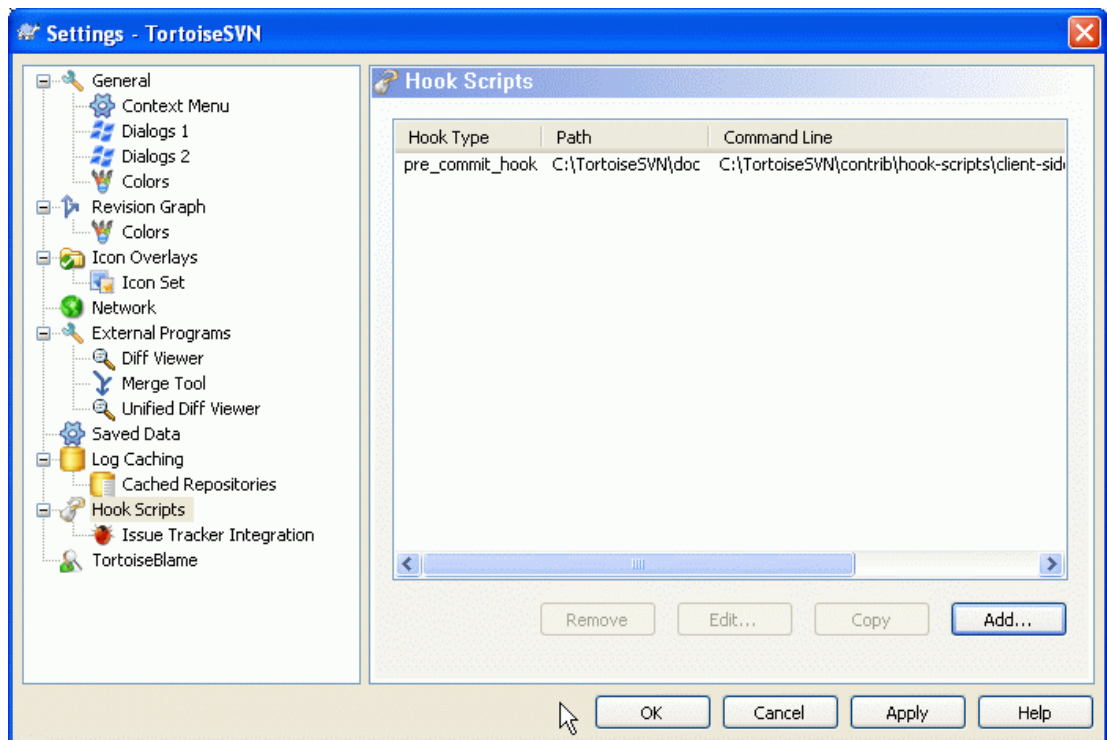 Settings - TortoiseSVN
General
Context Menu
Dialogs 1
Dialogs 2
Colors
Revision Graph
Colors
Icon Overlays
Icon Set
Network
External Programs
Diff Viewer
Merge Tool
Unified Diff Viewer
Saved Data
Log Caching
Cached Repositories
Hook Scripts
Issue Tracker Integration
TortoiseBlame
Hook Scripts
Hook Type Path Command Line
pre_commit_hook C:\TortoiseSVN\doc C:\TortoiseSVN\contrib\hook-scripts\client-side
Remove Edit... Copy Add...
OK Cancel Apply Help